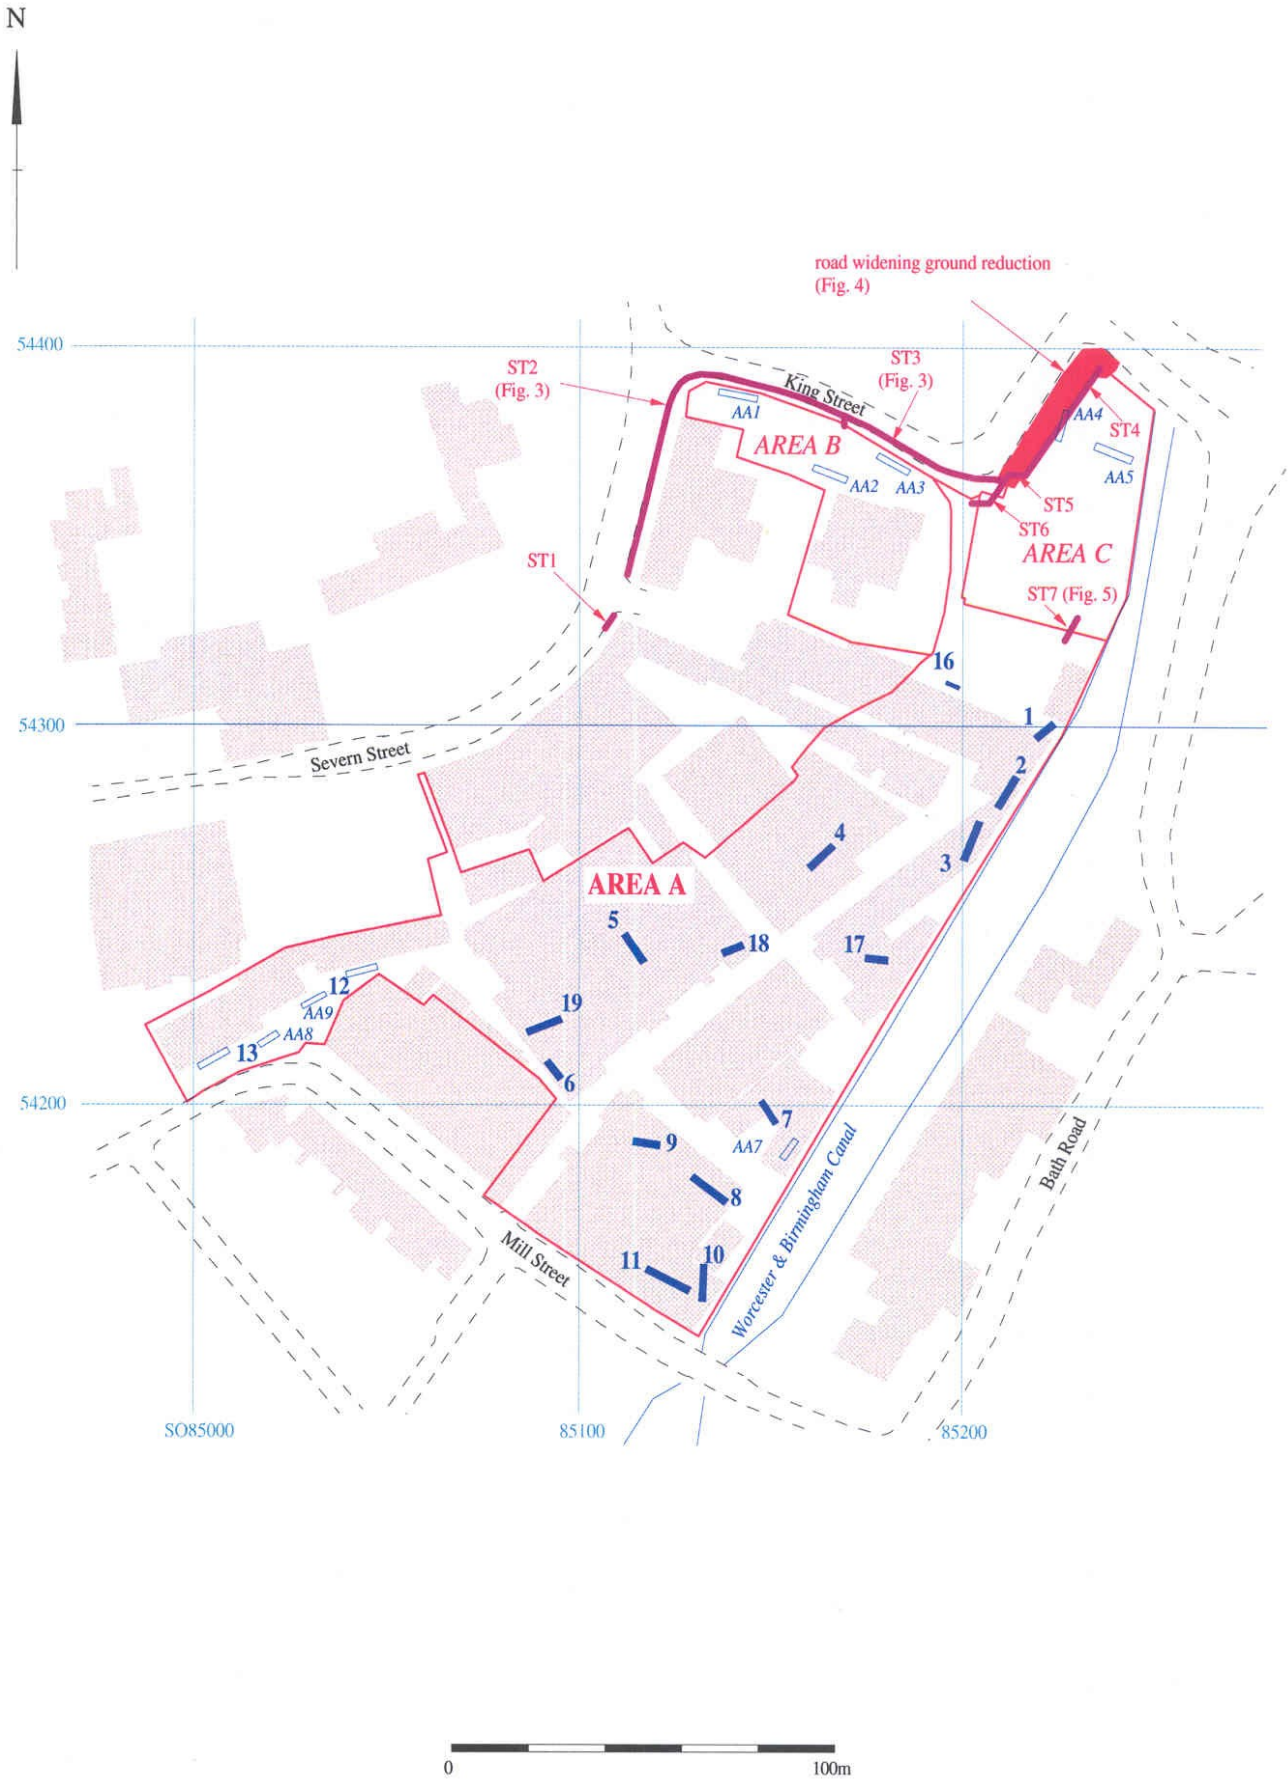 N
road widening ground reduction
(Fig. 4)
54400
ST2
(Fig. 3)
ST3
(Fig. 3)
King Street
AA1
AA4
ST4
AREA B
AA2
AA3
AA5
ST5
ST6
AREA C
ST1
ST7 (Fig. 5)
16
54300
1
Severn Street
2
4
3
AREA A
5
18
17
12
AA9
19
13
AA8
6
54200
7
AA7
9
8
Bath Road
Worcester & Birmingham Canal
Mill Street
11
10
SO85000
85100
85200
0
100m